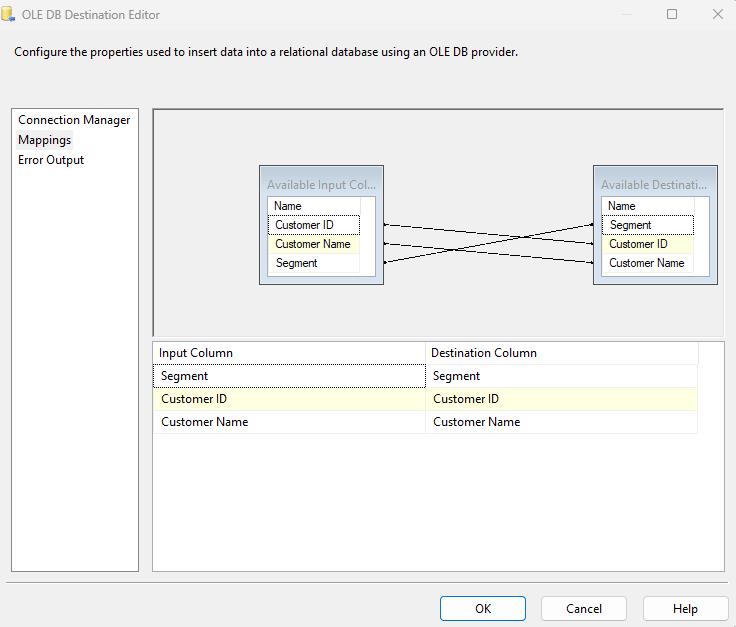 OLE DB Destination Editor
Configure the properties used to insert data into a relational database using an OLE DB provider.
Connection Manager
Mappings
Error Output
Available Input Col...
Name
Customer ID
Customer Name
Segment
Available Destinati...
Name
Segment
Customer ID
Customer Name
Input Column Destination Column
Segment Segment
Customer ID Customer ID
Customer Name Customer Name
OK Cancel Help